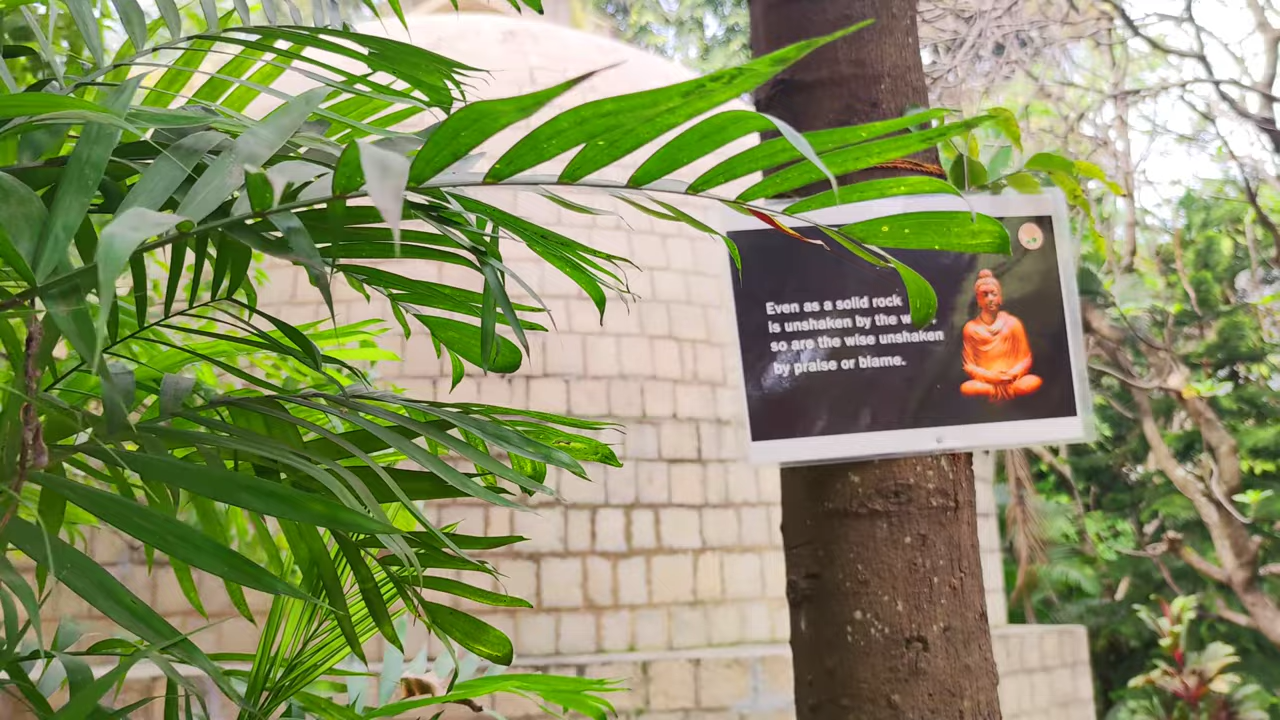 Even as a solid rock
is unshaken by the
so are the wise unshaken
by praise or blame.